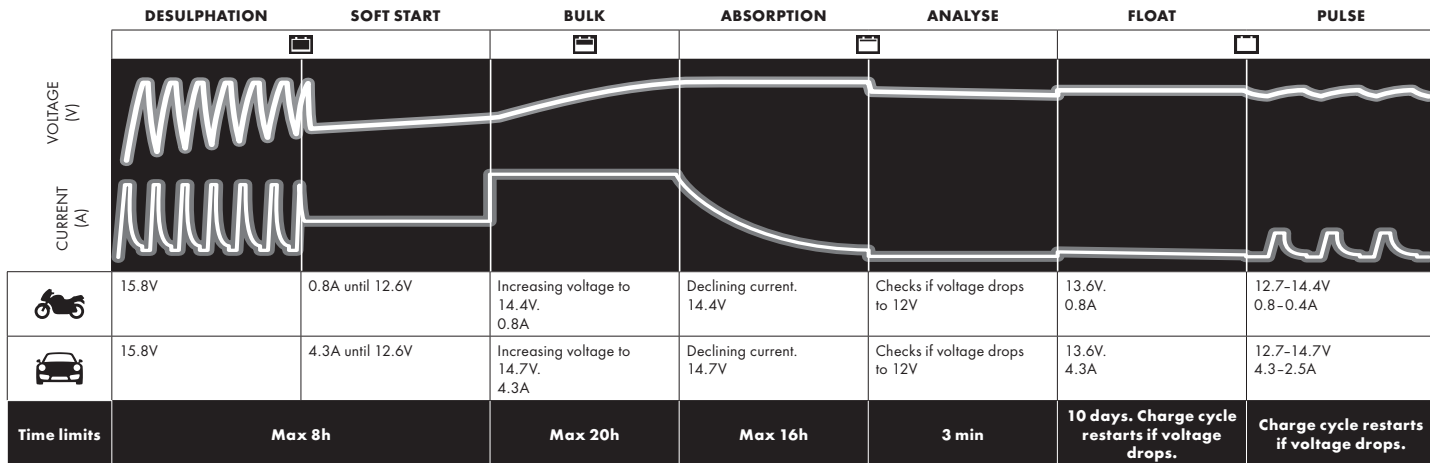 DESULPHATION SOFT START BULK ABSORPTION ANALYSE FLOAT PULSE
VOLTAGE
(V)
CURRENT
(A)
15.8V
0.8A until 12.6V
Increasing voltage to
14.4V.
0.8A
Declining current.
14.4V
Checks if voltage drops
to 12V
13.6V.
0.8A
12.7–14.4V
0.8–0.4A
15.8V
4.3A until 12.6V
Increasing voltage to
14.7V.
4.3A
Declining current.
14.7V
Checks if voltage drops
to 12V
13.6V.
4.3A
12.7–14.7V
4.3–2.5A
Time limits
Max 8h
Max 20h
Max 16h
3 min
10 days. Charge cycle
restarts if voltage
drops.
Charge cycle restarts
if voltage drops.